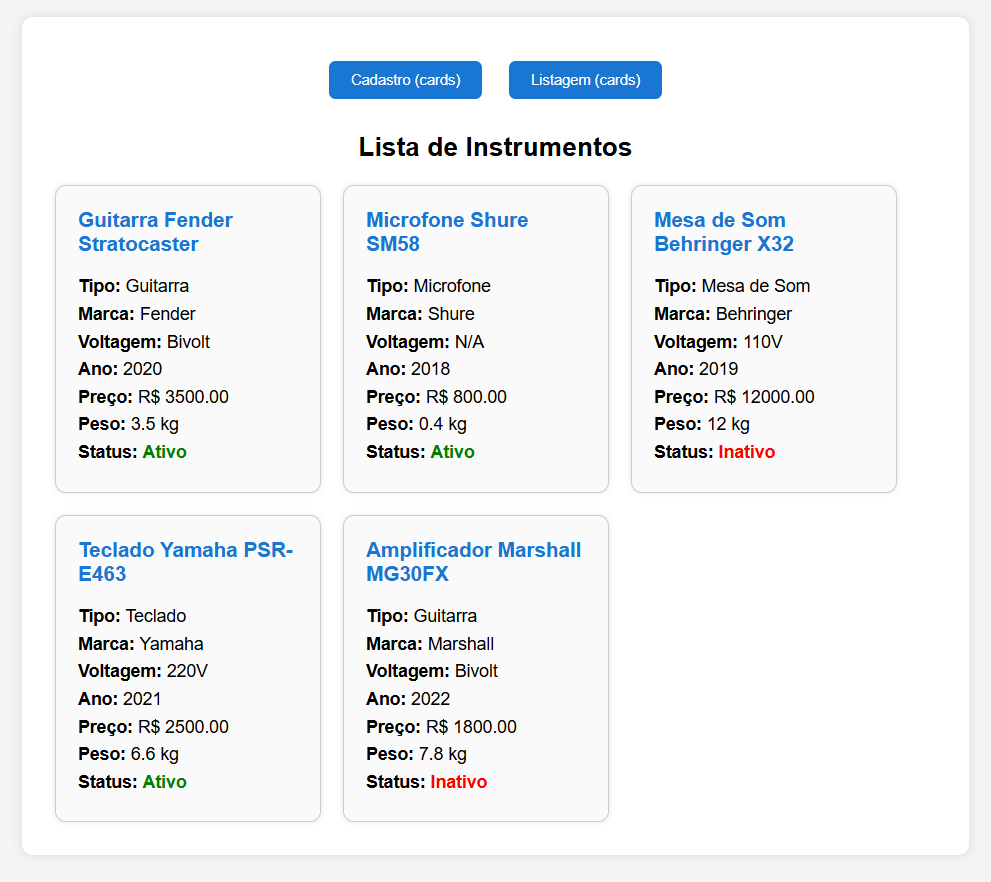 Cadastro (cards)
Listagem (cards)
Lista de Instrumentos
Guitarra Fender
Stratocaster
Tipo: Guitarra
Marca: Fender
Voltagem: Bivolt
Ano: 2020
Preço: R$ 3500.00
Peso: 3.5 kg
Status: Ativo
Microfone Shure
SM58
Tipo: Microfone
Marca: Shure
Voltagem: N/A
Ano: 2018
Preço: R$ 800.00
Peso: 0.4 kg
Status: Ativo
Mesa de Som
Behringer X32
Tipo: Mesa de Som
Marca: Behringer
Voltagem: 110V
Ano: 2019
Preço: R$ 12000.00
Peso: 12 kg
Status: Inativo
Teclado Yamaha PSR-
E463
Tipo: Teclado
Marca: Yamaha
Voltagem: 220V
Ano: 2021
Preço: R$ 2500.00
Peso: 6.6 kg
Status: Ativo
Amplificador Marshall
MG30FX
Tipo: Guitarra
Marca: Marshall
Voltagem: Bivolt
Ano: 2022
Preço: R$ 1800.00
Peso: 7.8 kg
Status: Inativo